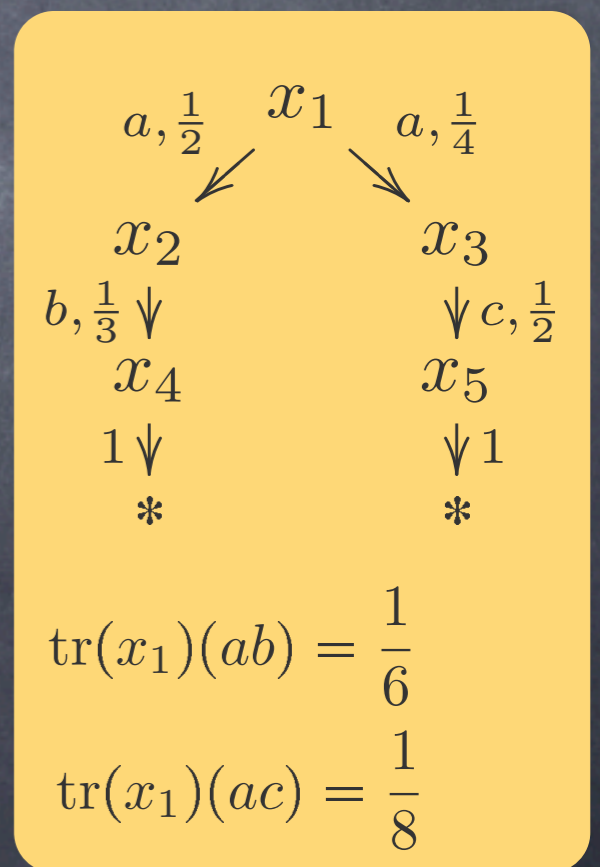 a, 1/2 x₁ a, 1/4
x₂ x₃
b, 1/3 c, 1/2
x₄ x₅
1 1
* *
tr(x₁)(ab) = 1/6
tr(x₁)(ac) = 1/8